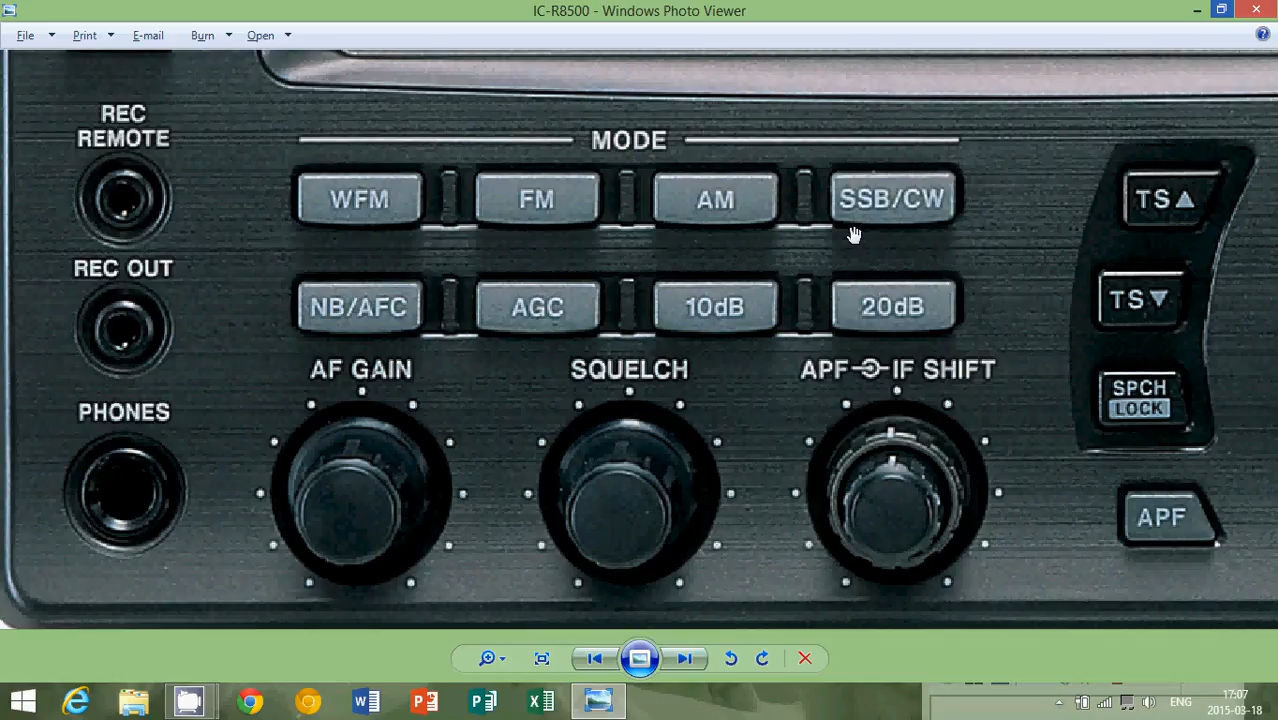 IC-R8500 - Windows Photo Viewer
File Print E-mail Burn Open
REC
REMOTE
MODE
WFM FM AM SSB/CW
TS▲
REC OUT
NB/AFC AGC 10dB 20dB
TS▼
AF GAIN SQUELCH APF IF SHIFT
SPCH
LOCK
PHONES
APF
ENG
17:07
2015-03-18